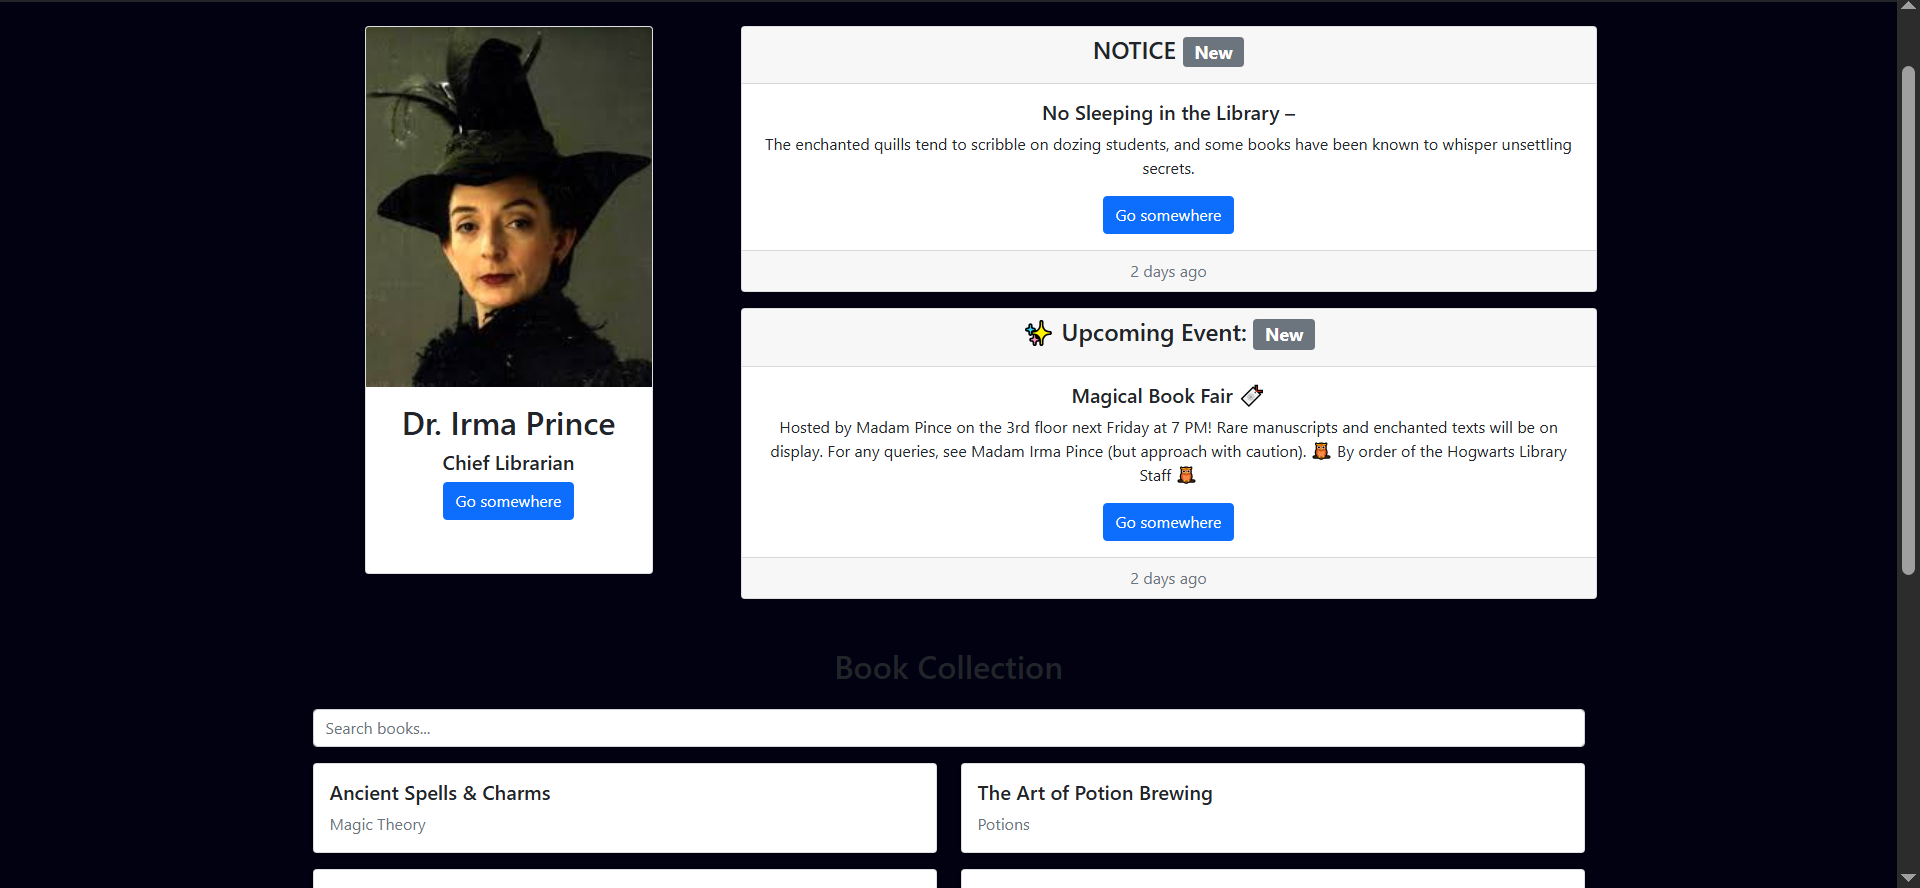 Dr. Irma Prince
Chief Librarian
Go somewhere
NOTICE New
No Sleeping in the Library –
The enchanted quills tend to scribble on dozing students, and some books have been known to whisper unsettling
secrets.
Go somewhere
2 days ago
✨ Upcoming Event: New
Magical Book Fair
Hosted by Madam Pince on the 3rd floor next Friday at 7 PM! Rare manuscripts and enchanted texts will be on
display. For any queries, see Madam Irma Pince (but approach with caution). 🦉 By order of the Hogwarts Library
Staff 🦉
Go somewhere
2 days ago
Book Collection
Search books...
Ancient Spells & Charms
Magic Theory
The Art of Potion Brewing
Potions